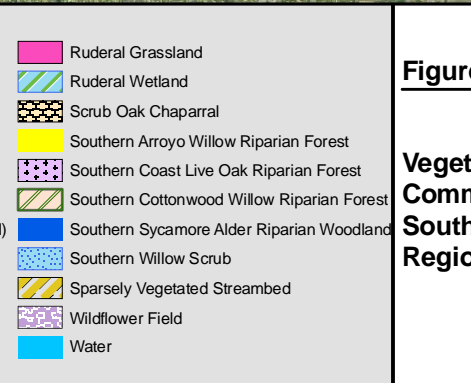 Ruderal Grassland
Ruderal Wetland
Scrub Oak Chaparral
Southern Arroyo Willow Riparian Forest
Southern Coast Live Oak Riparian Forest
Southern Cottonwood Willow Riparian Forest
Southern Sycamore Alder Riparian Woodland
Southern Willow Scrub
Sparsely Vegetated Streambed
Wildflower Field
Water